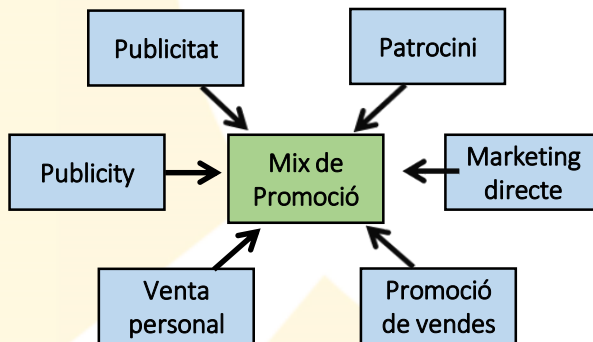 Publicitat
Patrocini
Publicity
Mix de
Promoció
Marketing
directe
Venta
personal
Promoció
de vendes